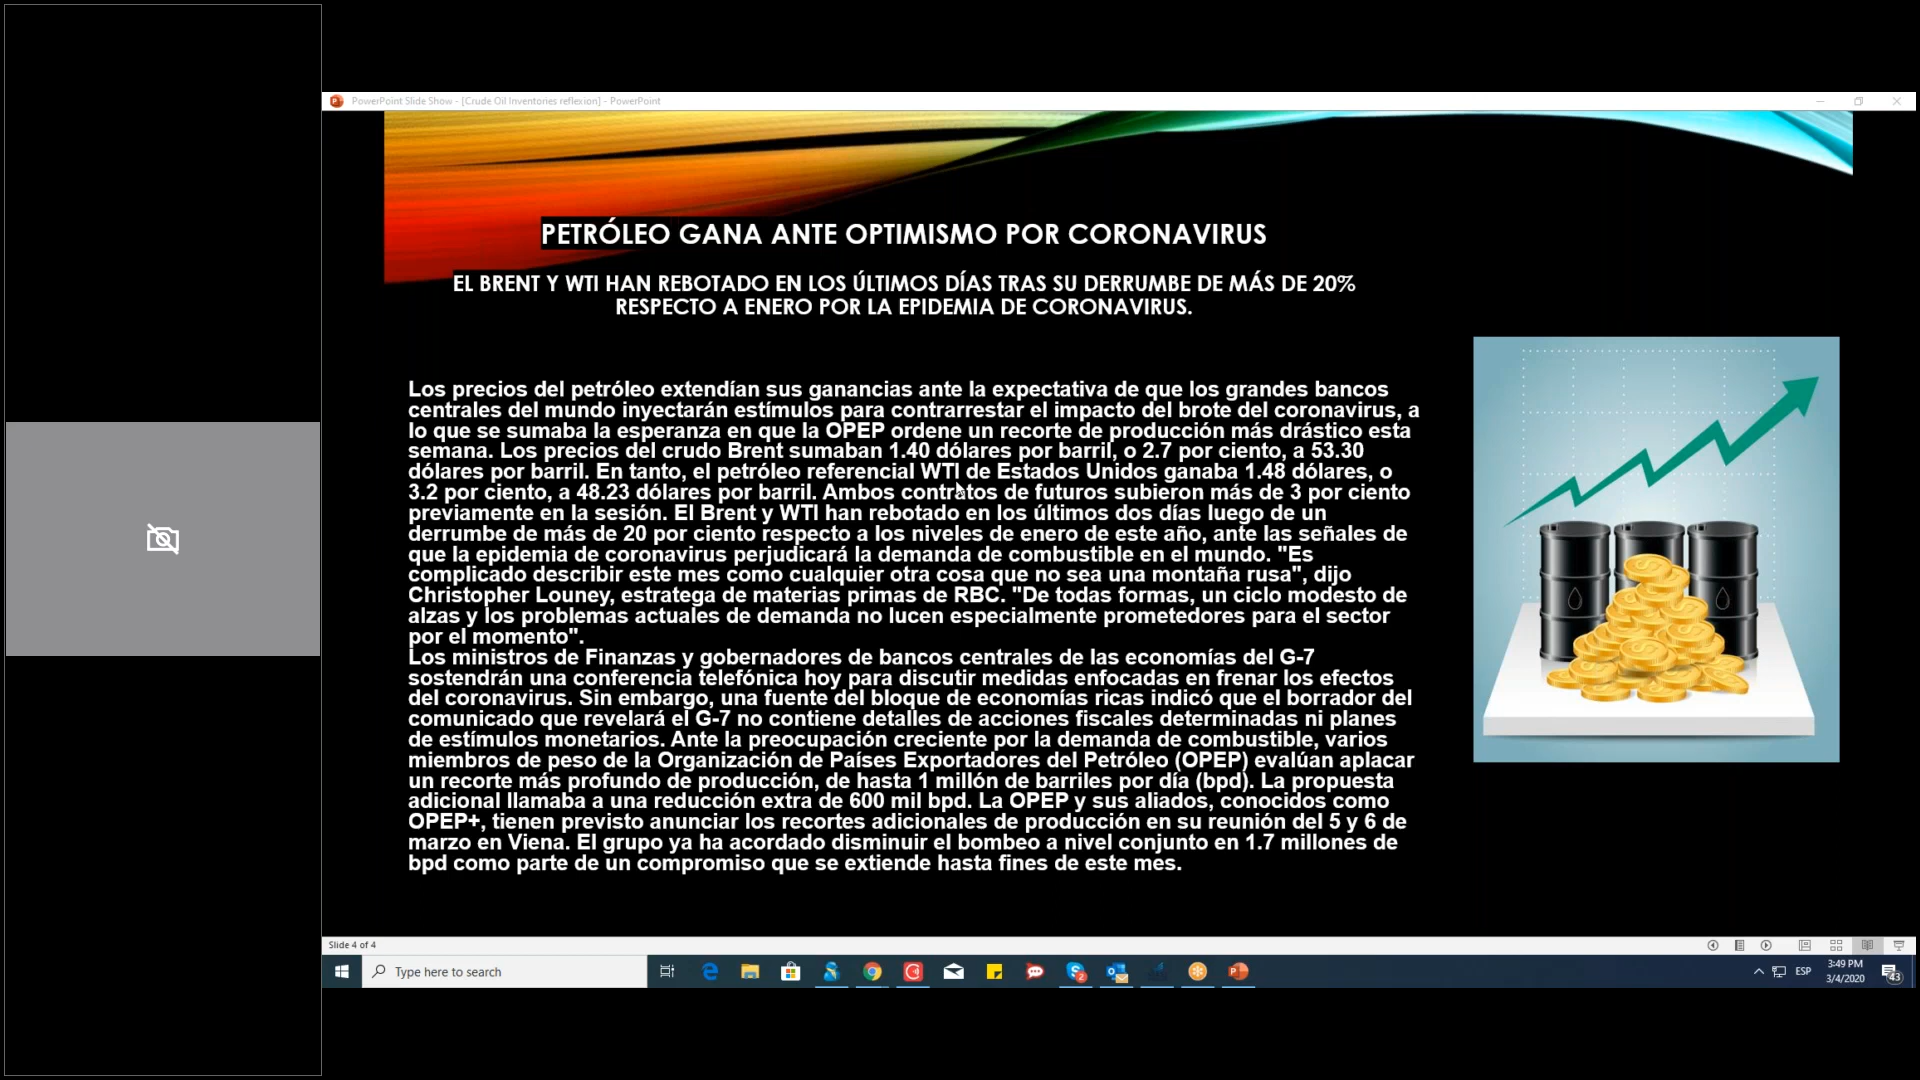 PowerPoint Slide Show - [Crude Oil Inventories reflexion] - PowerPoint
PETRÓLEO GANA ANTE OPTIMISMO POR CORONAVIRUS
EL BRENT Y WTI HAN REBOTADO EN LOS ÚLTIMOS DÍAS TRAS SU DERRUMBE DE MÁS DE 20%
RESPECTO A ENERO POR LA EPIDEMIA DE CORONAVIRUS.
Los precios del petróleo extendían sus ganancias ante la expectativa de que los grandes bancos
centrales del mundo inyectarán estímulos para contrarrestar el impacto del brote del coronavirus, a
lo que se sumaba la esperanza en que la OPEP ordene un recorte de producción más drástico esta
semana. Los precios del crudo Brent sumaban 1.40 dólares por barril, o 2.7 por ciento, a 53.30
dólares por barril. En tanto, el petróleo referencial WTI de Estados Unidos ganaba 1.48 dólares, o
3.2 por ciento, a 48.23 dólares por barril. Ambos contratos de futuros subieron más de 3 por ciento
previamente en la sesión. El Brent y WTI han rebotado en los últimos dos días luego de un
derrumbe de más de 20 por ciento respecto a los niveles de enero de este año, ante las señales de
que la epidemia de coronavirus perjudicará la demanda de combustible en el mundo. "Es
complicado describir este mes como cualquier otra cosa que no sea una montaña rusa", dijo
Christopher Louney, estratega de materias primas de RBC. "De todas formas, un ciclo modesto de
alzas y los problemas actuales de demanda no lucen especialmente prometedores para el sector
por el momento".
Los ministros de Finanzas y gobernadores de bancos centrales de las economías del G-7
sostendrán una conferencia telefónica hoy para discutir medidas enfocadas en frenar los efectos
del coronavirus. Sin embargo, una fuente del bloque de economías ricas indicó que el borrador del
comunicado que revelará el G-7 no contiene detalles de acciones fiscales determinadas ni planes
de estímulos monetarios. Ante la preocupación creciente por la demanda de combustible, varios
miembros de peso de la Organización de Países Exportadores del Petróleo (OPEP) evalúan aplacar
un recorte más profundo de producción, de hasta 1 millón de barriles por día (bpd). La propuesta
adicional llamaba a una reducción extra de 600 mil bpd. La OPEP y sus aliados, conocidos como
OPEP+, tienen previsto anunciar los recortes adicionales de producción en su reunión del 5 y 6 de
marzo en Viena. El grupo ya ha acordado disminuir el bombeo a nivel conjunto en 1.7 millones de
bpd como parte de un compromiso que se extiende hasta fines de este mes.
Slide 4 of 4
Type here to search
ESP
3:49 PM
3/4/2020
43